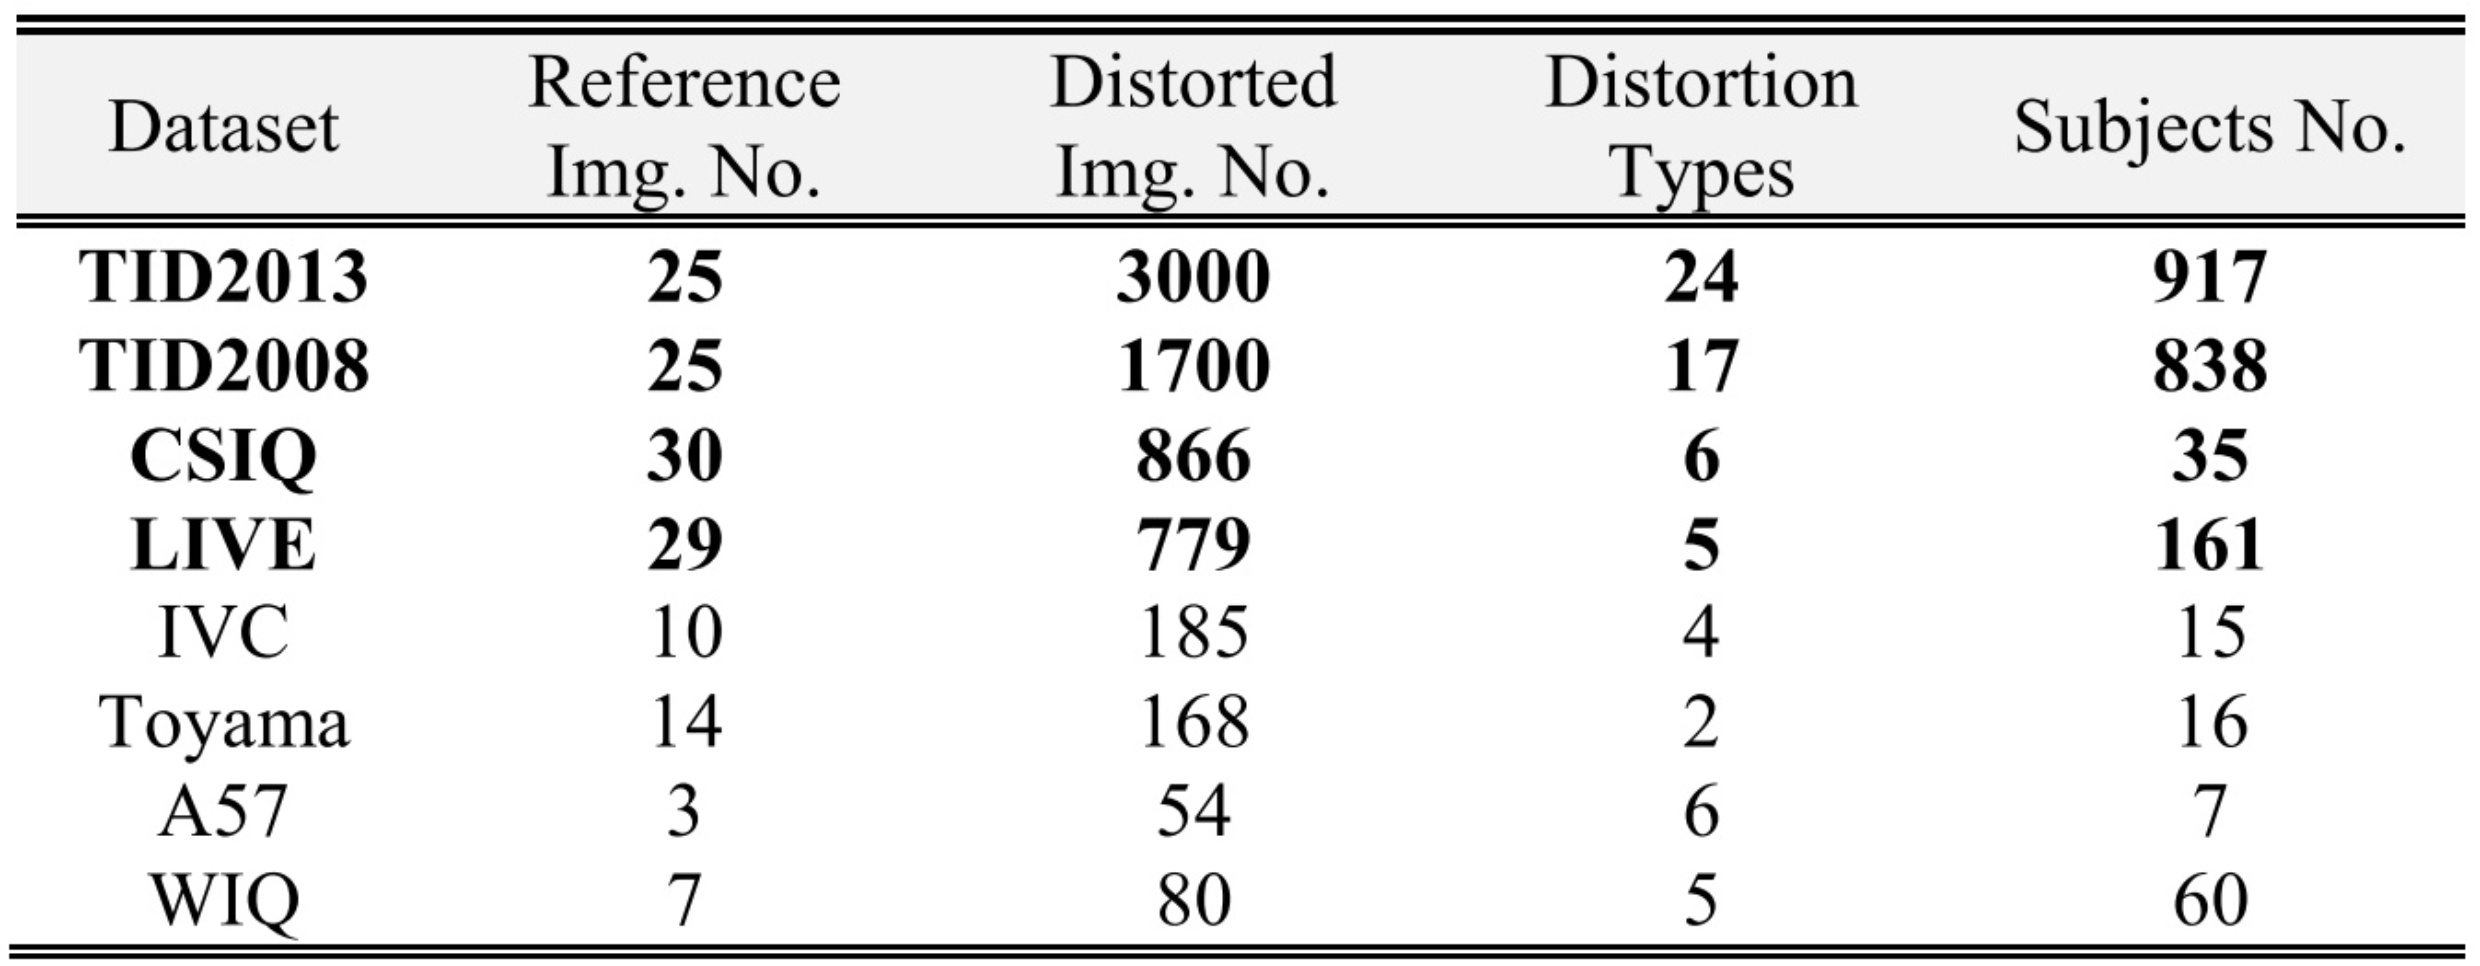 Dataset Reference Img. No. Distorted Img. No. Distortion Types Subjects No.
TID2013 25 3000 24 917
TID2008 25 1700 17 838
CSIQ 30 866 6 35
LIVE 29 779 5 161
IVC 10 185 4 15
Toyama 14 168 2 16
A57 3 54 6 7
WIQ 7 80 5 60